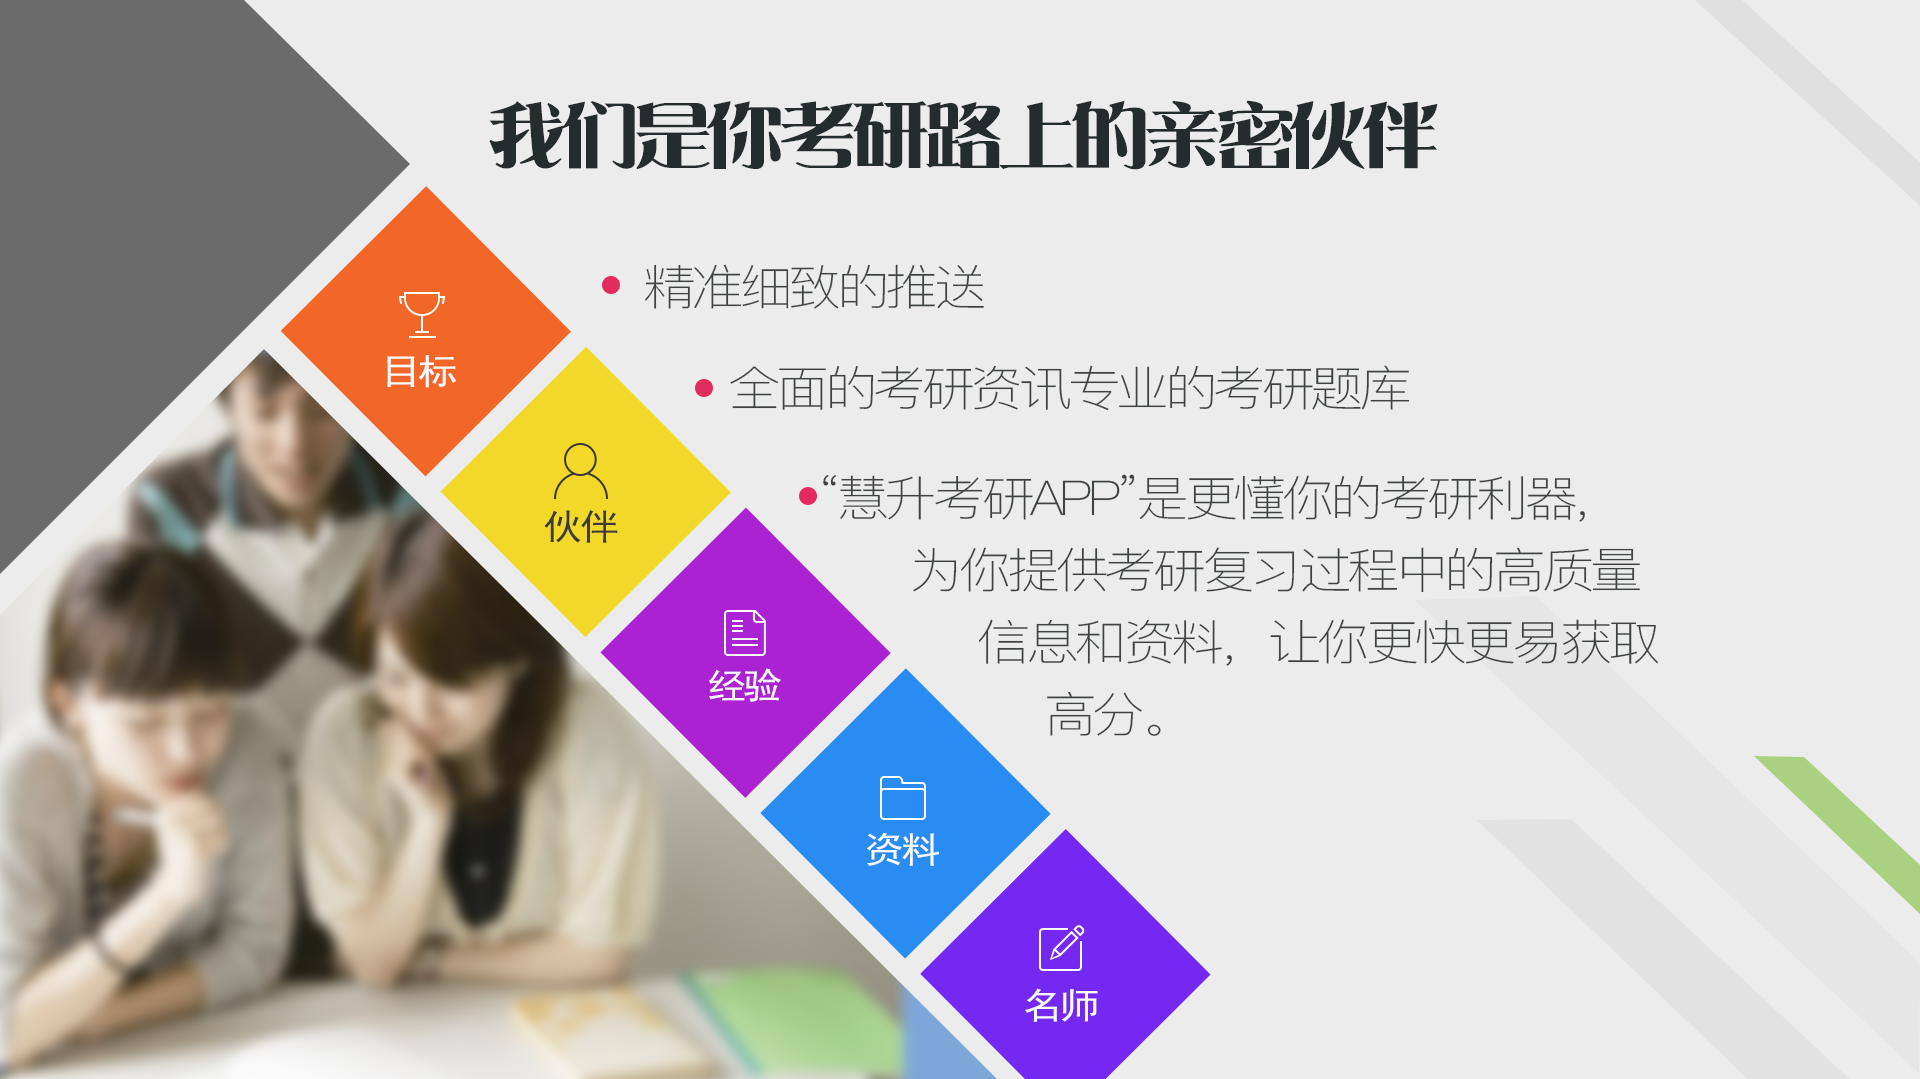 我们是你考研路上的亲密伙伴
精准细致的推送
目标
全面的考研资讯专业的考研题库
伙伴
“慧升考研APP”是更懂你的考研利器，
为你提供考研复习过程中的高质量
信息和资料，让你更快更易获取
高分。
经验
资料
名师